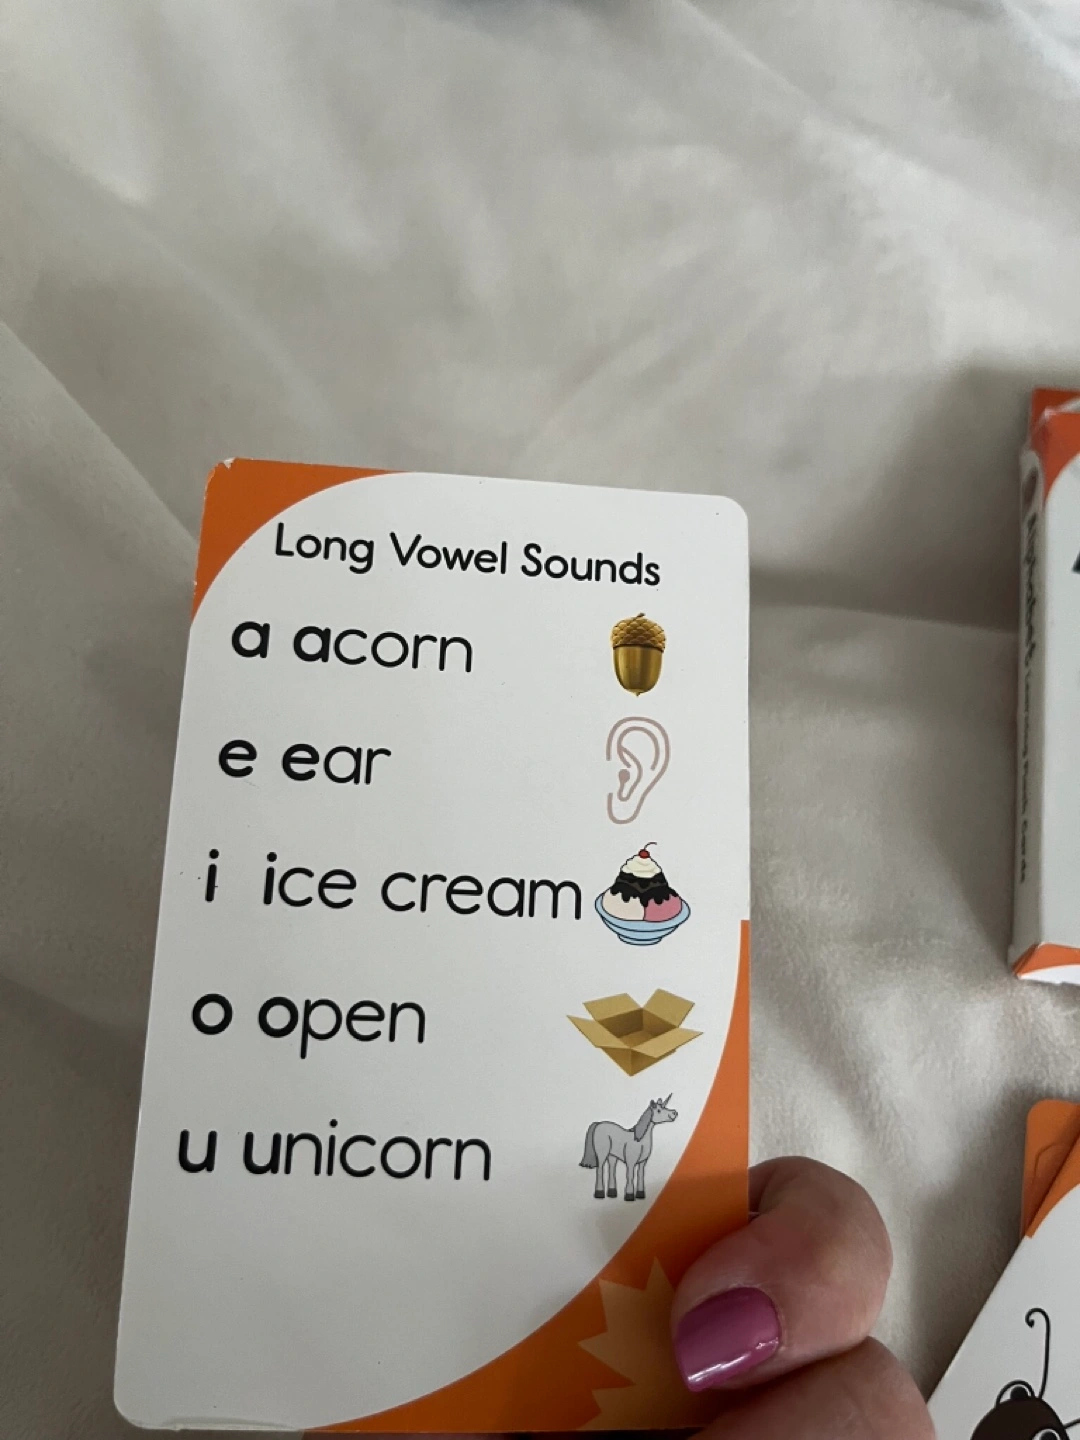 Long Vowel Sounds
a acorn
e ear
i ice cream
o open
u unicorn